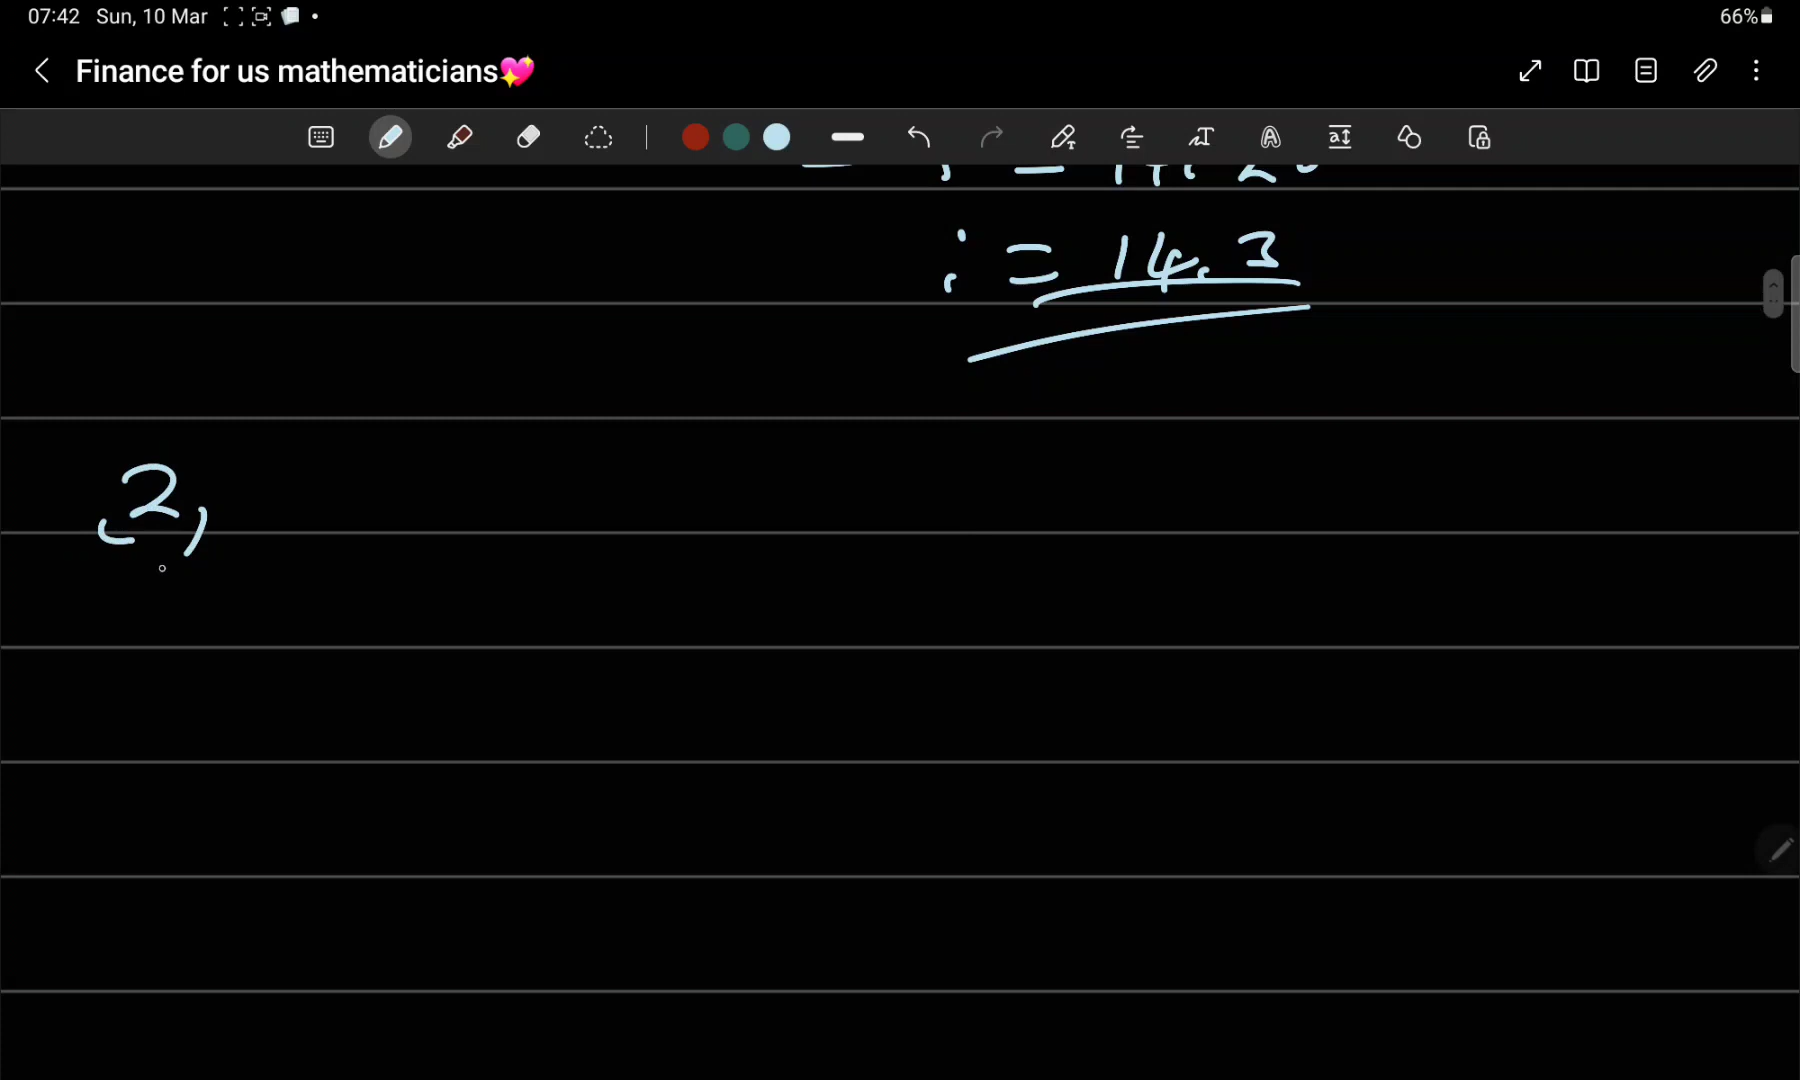 07:42 Sun, 10 Mar 66%
Finance for us mathematicians💖
i = 14.3
2,